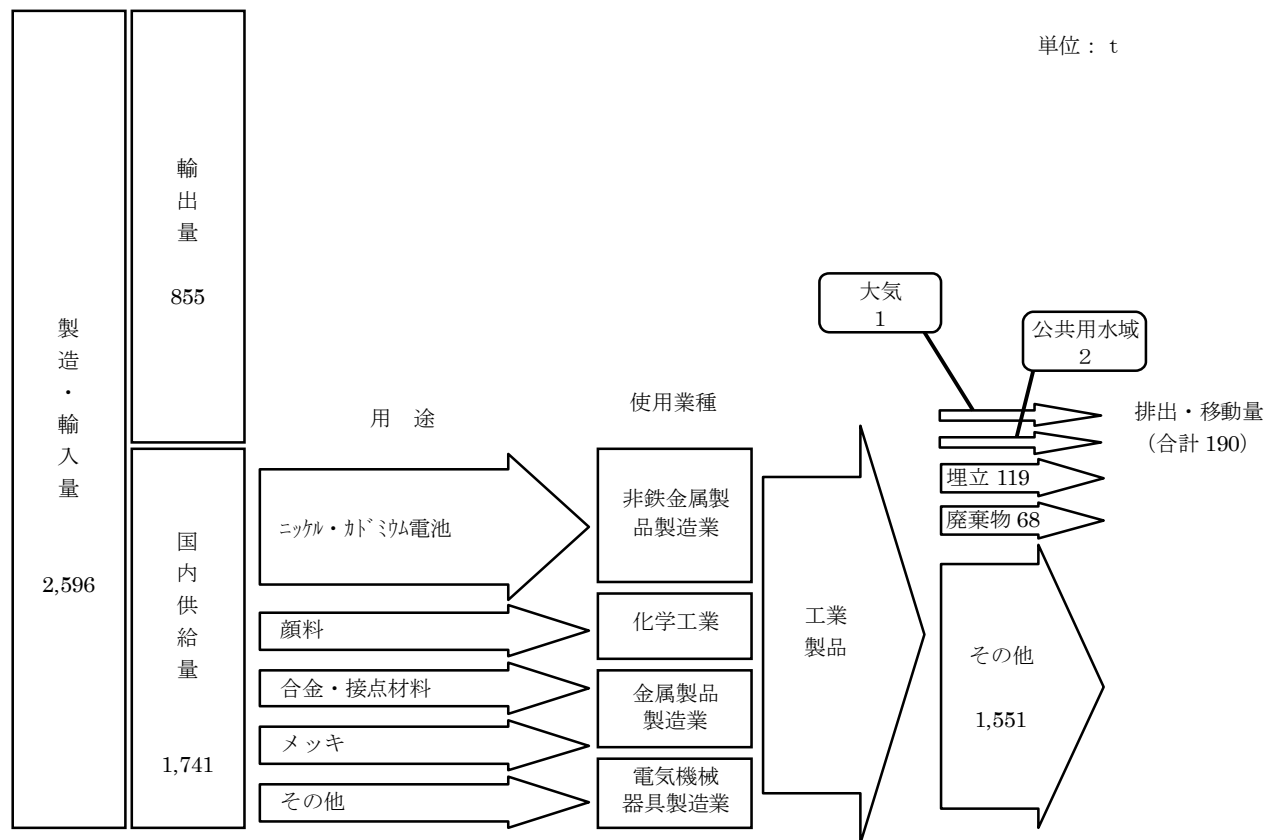 単位： t
製造・輸入量
2,596
輸出量
855
国内供給量
1,741
用　途
ﾆｯｹﾙ・ｶﾄﾞﾐｳﾑ電池
顔料
合金・接点材料
メッキ
その他
使用業種
非鉄金属製
品製造業
化学工業
金属製品
製造業
電気機械
器具製造業
工業
製品
大気
1
公共用水域
2
埋立 119
廃棄物 68
その他
1,551
排出・移動量
（合計 190）